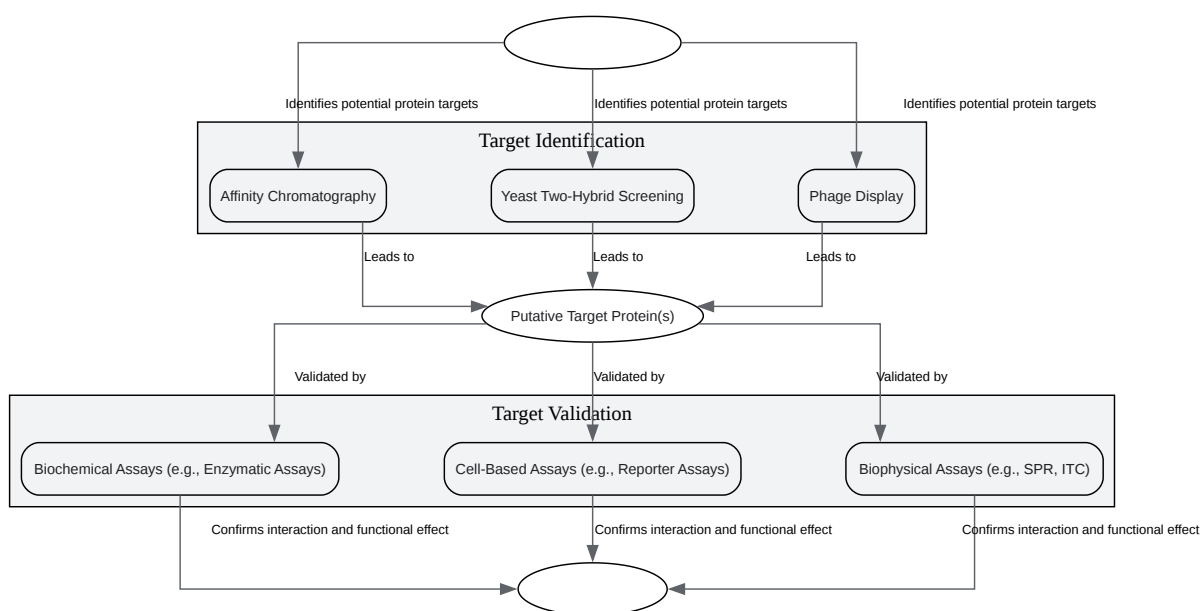 Identifies potential protein targets
Identifies potential protein targets
Identifies potential protein targets
Target Identification
Affinity Chromatography
Yeast Two-Hybrid Screening
Phage Display
Leads to
Leads to
Leads to
Putative Target Protein(s)
Validated by
Validated by
Validated by
Target Validation
Biochemical Assays (e.g., Enzymatic Assays)
Cell-Based Assays (e.g., Reporter Assays)
Biophysical Assays (e.g., SPR, ITC)
Confirms interaction and functional effect
Confirms interaction and functional effect
Confirms interaction and functional effect